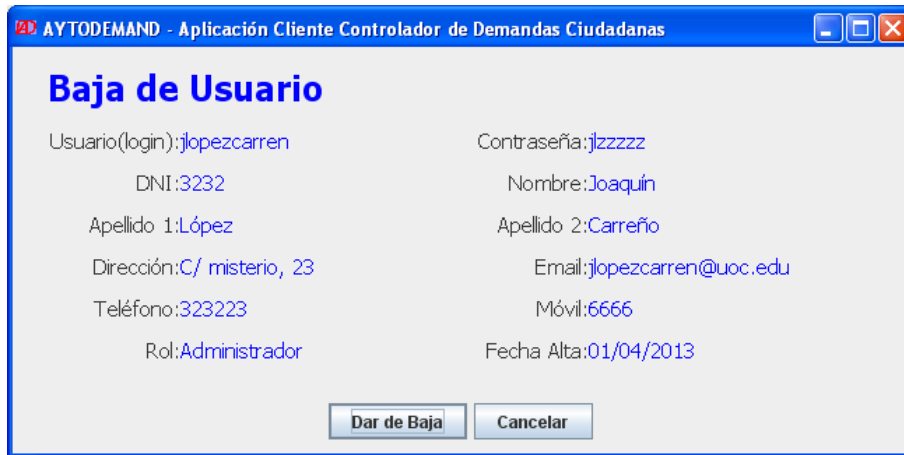 AYTODEMAND - Aplicación Cliente Controlador de Demandas Ciudadanas
Baja de Usuario
Usuario(login):jlopezcarren Contraseña:jlzzzzz
DNI:3232 Nombre:Joaquín
Apellido 1:López Apellido 2:Carreño
Dirección:C/ misterio, 23 Email:jlopezcarren@uoc.edu
Teléfono:323223 Móvil:6666
Rol:Administrador Fecha Alta:01/04/2013
Dar de Baja Cancelar